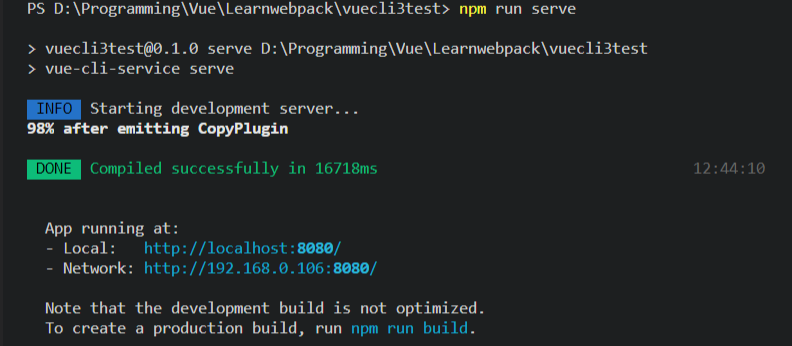 PS D:\Programming\Vue\Learnwebpack\vuecli3test> npm run serve
> vuecli3test@0.1.0 serve D:\Programming\Vue\Learnwebpack\vuecli3test
> vue-cli-service serve
INFO Starting development server...
98% after emitting CopyPlugin
DONE Compiled successfully in 16718ms 12:44:10
App running at:
- Local: http://localhost:8080/
- Network: http://192.168.0.106:8080/
Note that the development build is not optimized.
To create a production build, run npm run build.